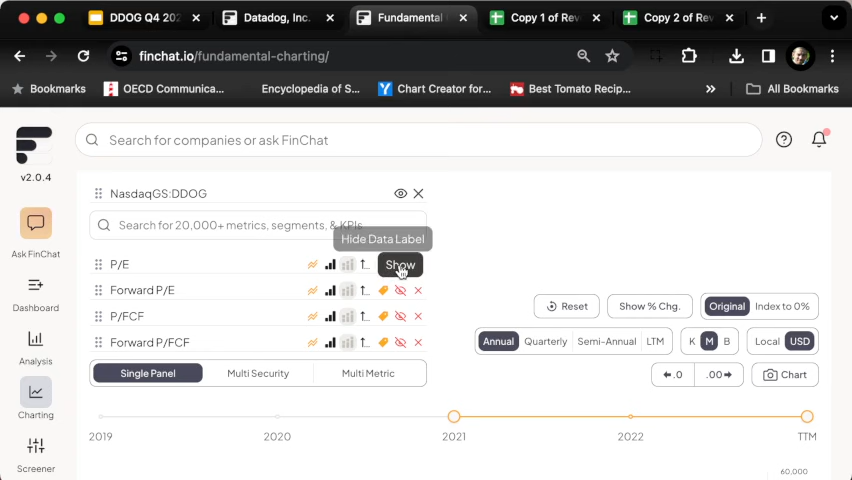 DDOG Q4 202
Datadog, Inc.
Fundamental
Copy 1 of Rev
Copy 2 of Rev
finchat.io/fundamental-charting/
Bookmarks
OECD Communica...
Encyclopedia of S...
Chart Creator for...
Best Tomato Recip...
All Bookmarks
Search for companies or ask FinChat
v2.0.4
NasdaqGS:DDOG
Search for 20,000+ metrics, segments, & KPIs
Hide Data Label
Ask FinChat
P/E
Show
Forward P/E
Dashboard
Reset
Show % Chg.
Original
Index to 0%
P/FCF
Forward P/FCF
Annual
Quarterly
Semi-Annual
LTM
K
M
B
Local
USD
Analysis
Single Panel
Multi Security
Multi Metric
.0
.00
Chart
Charting
2019
2020
2021
2022
TTM
Screener
60,000